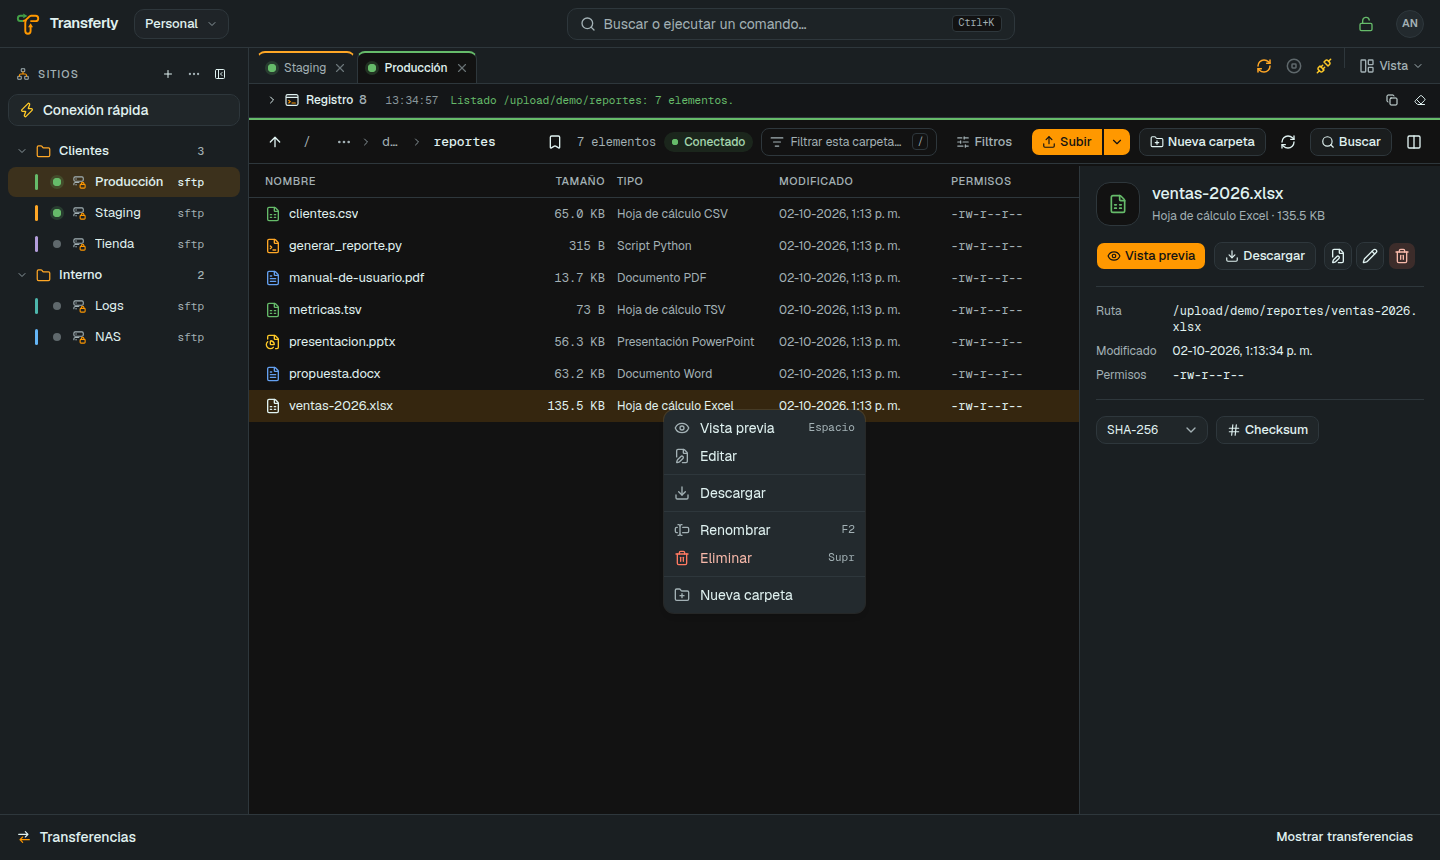 Transferly
Personal
Buscar o ejecutar un comando…
Ctrl+K
AN
SITIOS
Conexión rápida
Clientes 3
Producción sftp
Staging sftp
Tienda sftp
Interno 2
Logs sftp
NAS sftp
Staging
Producción
Vista
Registro 8 13:34:57 Listado /upload/demo/reportes: 7 elementos.
/ ··· > d… > reportes
7 elementos
Conectado
Filtrar esta carpeta… /
Filtros
Subir
Nueva carpeta
Buscar
NOMBRE TAMAÑO TIPO MODIFICADO PERMISOS
clientes.csv 65.0 KB Hoja de cálculo CSV 02-10-2026, 1:13 p. m. -rw-r--r--
generar_reporte.py 315 B Script Python 02-10-2026, 1:13 p. m. -rw-r--r--
manual-de-usuario.pdf 13.7 KB Documento PDF 02-10-2026, 1:13 p. m. -rw-r--r--
metricas.tsv 73 B Hoja de cálculo TSV 02-10-2026, 1:13 p. m. -rw-r--r--
presentacion.pptx 56.3 KB Presentación PowerPoint 02-10-2026, 1:13 p. m. -rw-r--r--
propuesta.docx 63.2 KB Documento Word 02-10-2026, 1:13 p. m. -rw-r--r--
ventas-2026.xlsx 135.5 KB Hoja de cálculo Excel 02-10-2026, 1:13 p. m. -rw-r--r--
Vista previa Espacio
Editar
Descargar
Renombrar F2
Eliminar Supr
Nueva carpeta
ventas-2026.xlsx
Hoja de cálculo Excel · 135.5 KB
Vista previa
Descargar
Ruta /upload/demo/reportes/ventas-2026.
xlsx
Modificado 02-10-2026, 1:13:34 p. m.
Permisos -rw-r--r--
SHA-256
Checksum
Transferencias
Mostrar transferencias